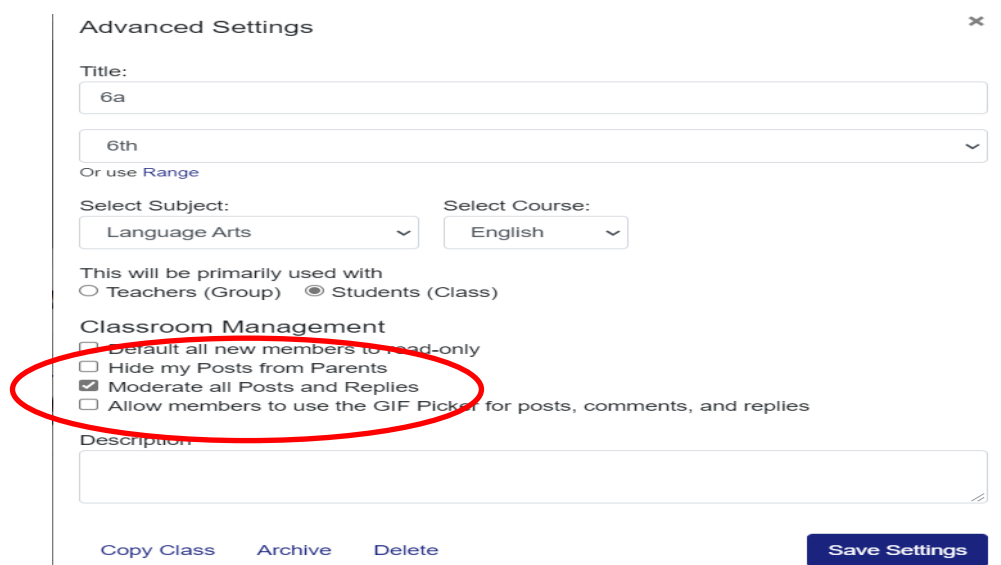 Advanced Settings
Title:
6a
6th
Or use Range
Select Subject: Select Course:
Language Arts English
This will be primarily used with
Teachers (Group) Students (Class)
Classroom Management
Default all new members to read-only
Hide my Posts from Parents
Moderate all Posts and Replies
Allow members to use the GIF Picker for posts, comments, and replies
Description
Copy Class Archive Delete Save Settings